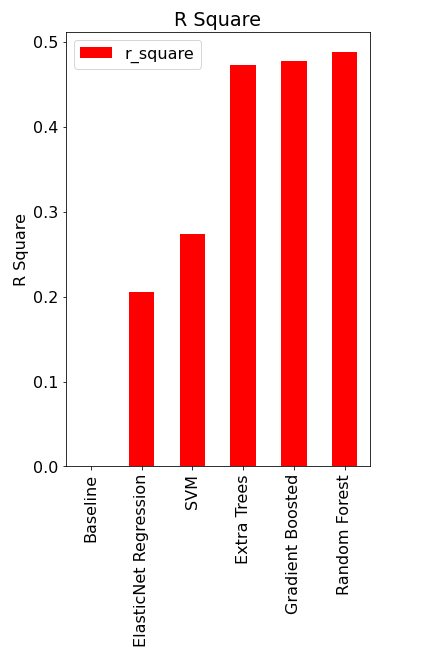 R Square
r_square
R Square
0.5
0.4
0.3
0.2
0.1
0.0
Baseline
ElasticNet Regression
SVM
Extra Trees
Gradient Boosted
Random Forest